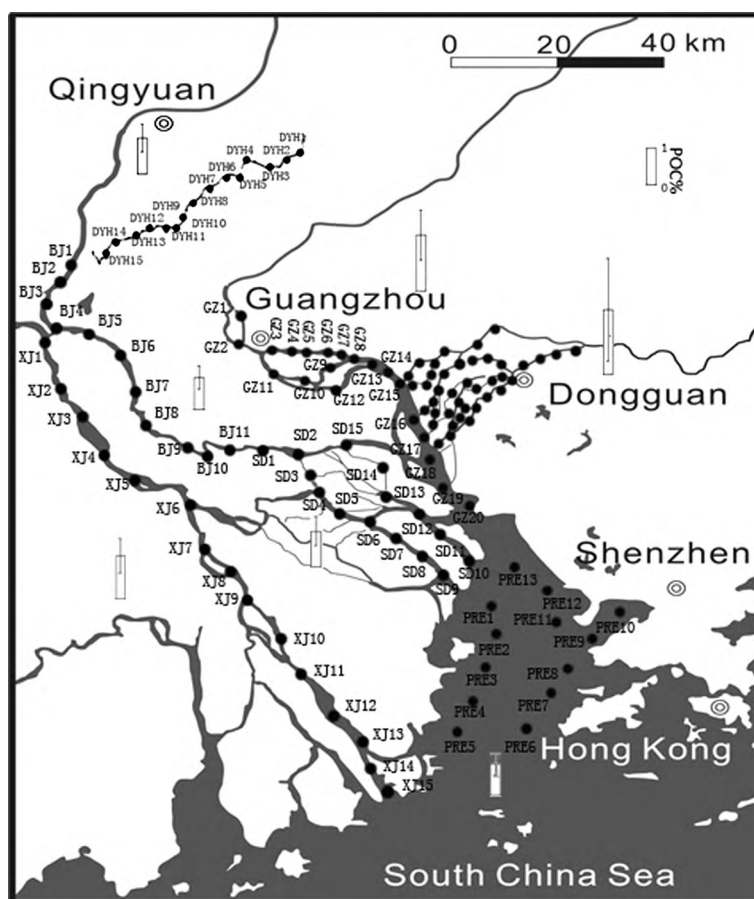 0 20 40 km
Qingyuan
1
POC%
0
DYH1
DYH2
DYH3
DYH4
DYH5
DYH6
DYH7
DYH8
DYH9
DYH10
DYH11
DYH12
DYH13
DYH14
DYH15
BJ1
BJ2
BJ3
BJ4
BJ5
BJ6
BJ7
BJ8
BJ9
BJ10
BJ11
Guangzhou
GZ1
GZ2
GZ3
GZ4
GZ5
GZ6
GZ7
GZ8
GZ9
GZ10
GZ11
GZ12
GZ13
GZ14
GZ15
GZ16
GZ17
GZ18
GZ19
GZ20
Dongguan
XJ1
XJ2
XJ3
XJ4
XJ5
XJ6
XJ7
XJ8
XJ9
XJ10
XJ11
XJ12
XJ13
XJ14
XJ15
SD1
SD2
SD3
SD4
SD5
SD6
SD7
SD8
SD9
SD10
SD11
SD12
SD13
SD14
SD15
Shenzhen
PRE13
PRE12
PRE11
PRE10
PRE1
PRE9
PRE2
PRE3
PRE8
PRE4
PRE7
PRE5
PRE6
Hong Kong
South China Sea